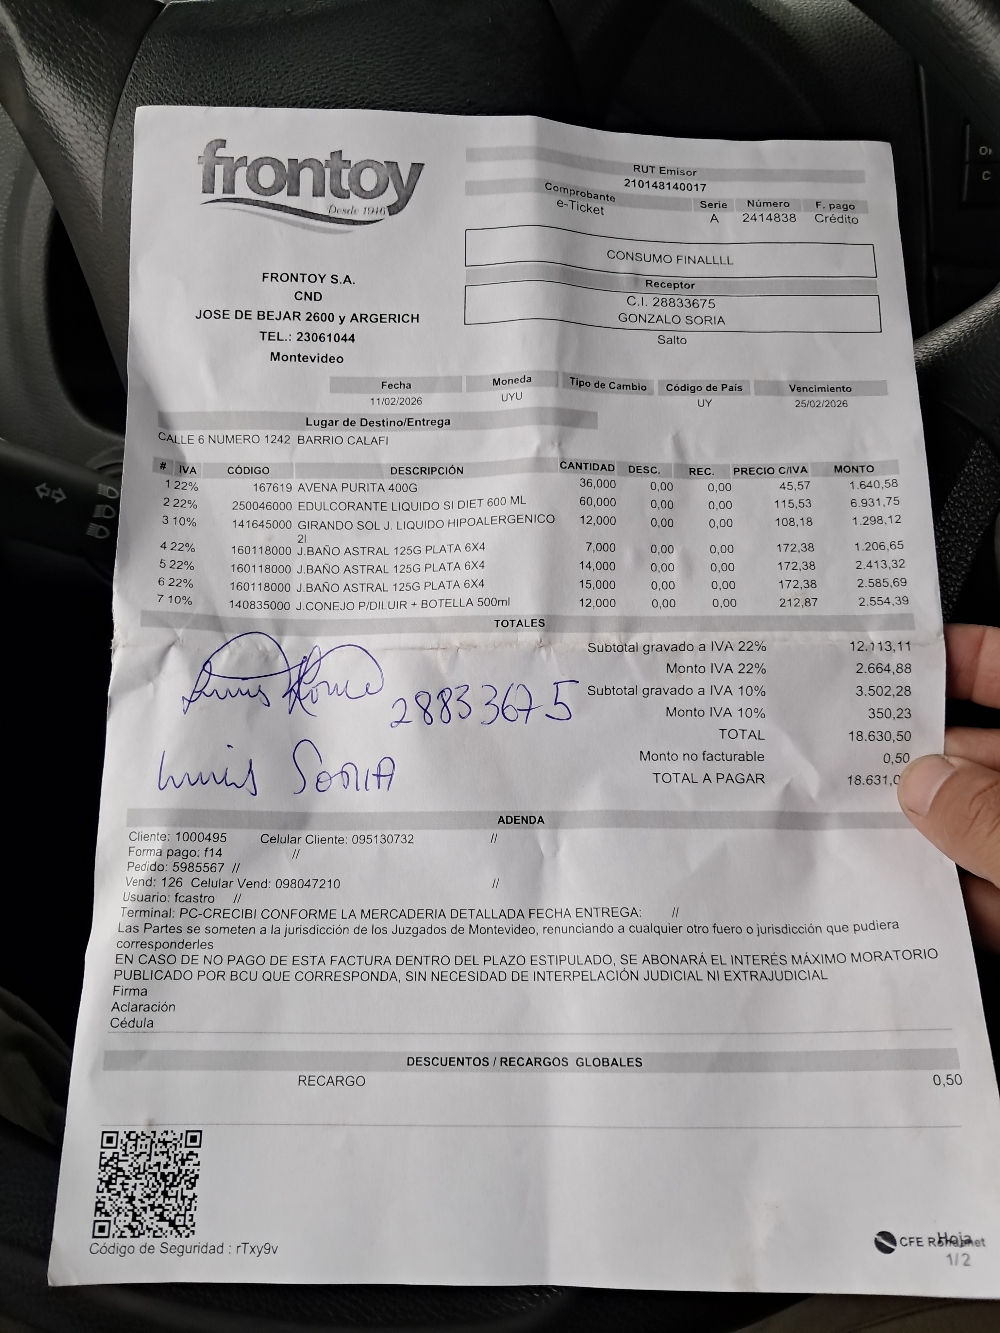 frontoy
Desde 1916
FRONTOY S.A.
CND
JOSE DE BEJAR 2600 y ARGERICH
TEL.: 23061044
Montevideo
RUT Emisor
210148140017
Comprobante Serie Número F. pago
e-Ticket A 2414838 Crédito
CONSUMO FINALLLL
Receptor
C.I. 28833675
GONZALO SORIA
Salto
Fecha Moneda Tipo de Cambio Código de País Vencimiento
11/02/2026 UYU UY 25/02/2026
Lugar de Destino/Entrega
CALLE 6 NUMERO 1242 BARRIO CALAFI
# IVA CÓDIGO DESCRIPCIÓN CANTIDAD DESC. REC. PRECIO C/IVA MONTO
1 22% 167619 AVENA PURITA 400G 36,000 0,00 0,00 45,57 1.640,58
2 22% 250046000 EDULCORANTE LIQUIDO SI DIET 600 ML 60,000 0,00 0,00 115,53 6.931,75
3 10% 141645000 GIRANDO SOL J. LIQUIDO HIPOALERGENICO 12,000 0,00 0,00 108,18 1.298,12
2l
4 22% 160118000 J.BAÑO ASTRAL 125G PLATA 6X4 7,000 0,00 0,00 172,38 1.206,65
5 22% 160118000 J.BAÑO ASTRAL 125G PLATA 6X4 14,000 0,00 0,00 172,38 2.413,32
6 22% 160118000 J.BAÑO ASTRAL 125G PLATA 6X4 15,000 0,00 0,00 172,38 2.585,69
7 10% 140835000 J.CONEJO P/DILUIR + BOTELLA 500ml 12,000 0,00 0,00 212,87 2.554,39
TOTALES
Subtotal gravado a IVA 22% 12.113,11
Monto IVA 22% 2.664,88
Subtotal gravado a IVA 10% 3.502,28
Monto IVA 10% 350,23
TOTAL 18.630,50
Monto no facturable 0,50
TOTAL A PAGAR 18.631,0
28833675
Luis SORIA
ADENDA
Cliente: 1000495 Celular Cliente: 095130732 //
Forma pago: f14 //
Pedido: 5985567 //
Vend: 126 Celular Vend: 098047210 //
Usuario: fcastro //
Terminal: PC-CRECIBI CONFORME LA MERCADERIA DETALLADA FECHA ENTREGA: //
Las Partes se someten a la jurisdicción de los Juzgados de Montevideo, renunciando a cualquier otro fuero o jurisdicción que pudiera
corresponderles
EN CASO DE NO PAGO DE ESTA FACTURA DENTRO DEL PLAZO ESTIPULADO, SE ABONARÁ EL INTERÉS MÁXIMO MORATORIO
PUBLICADO POR BCU QUE CORRESPONDA, SIN NECESIDAD DE INTERPELACIÓN JUDICIAL NI EXTRAJUDICIAL
Firma
Aclaración
Cédula
DESCUENTOS / RECARGOS GLOBALES
RECARGO 0,50
Código de Seguridad : rTxy9v
CFE
Hoja
1/2